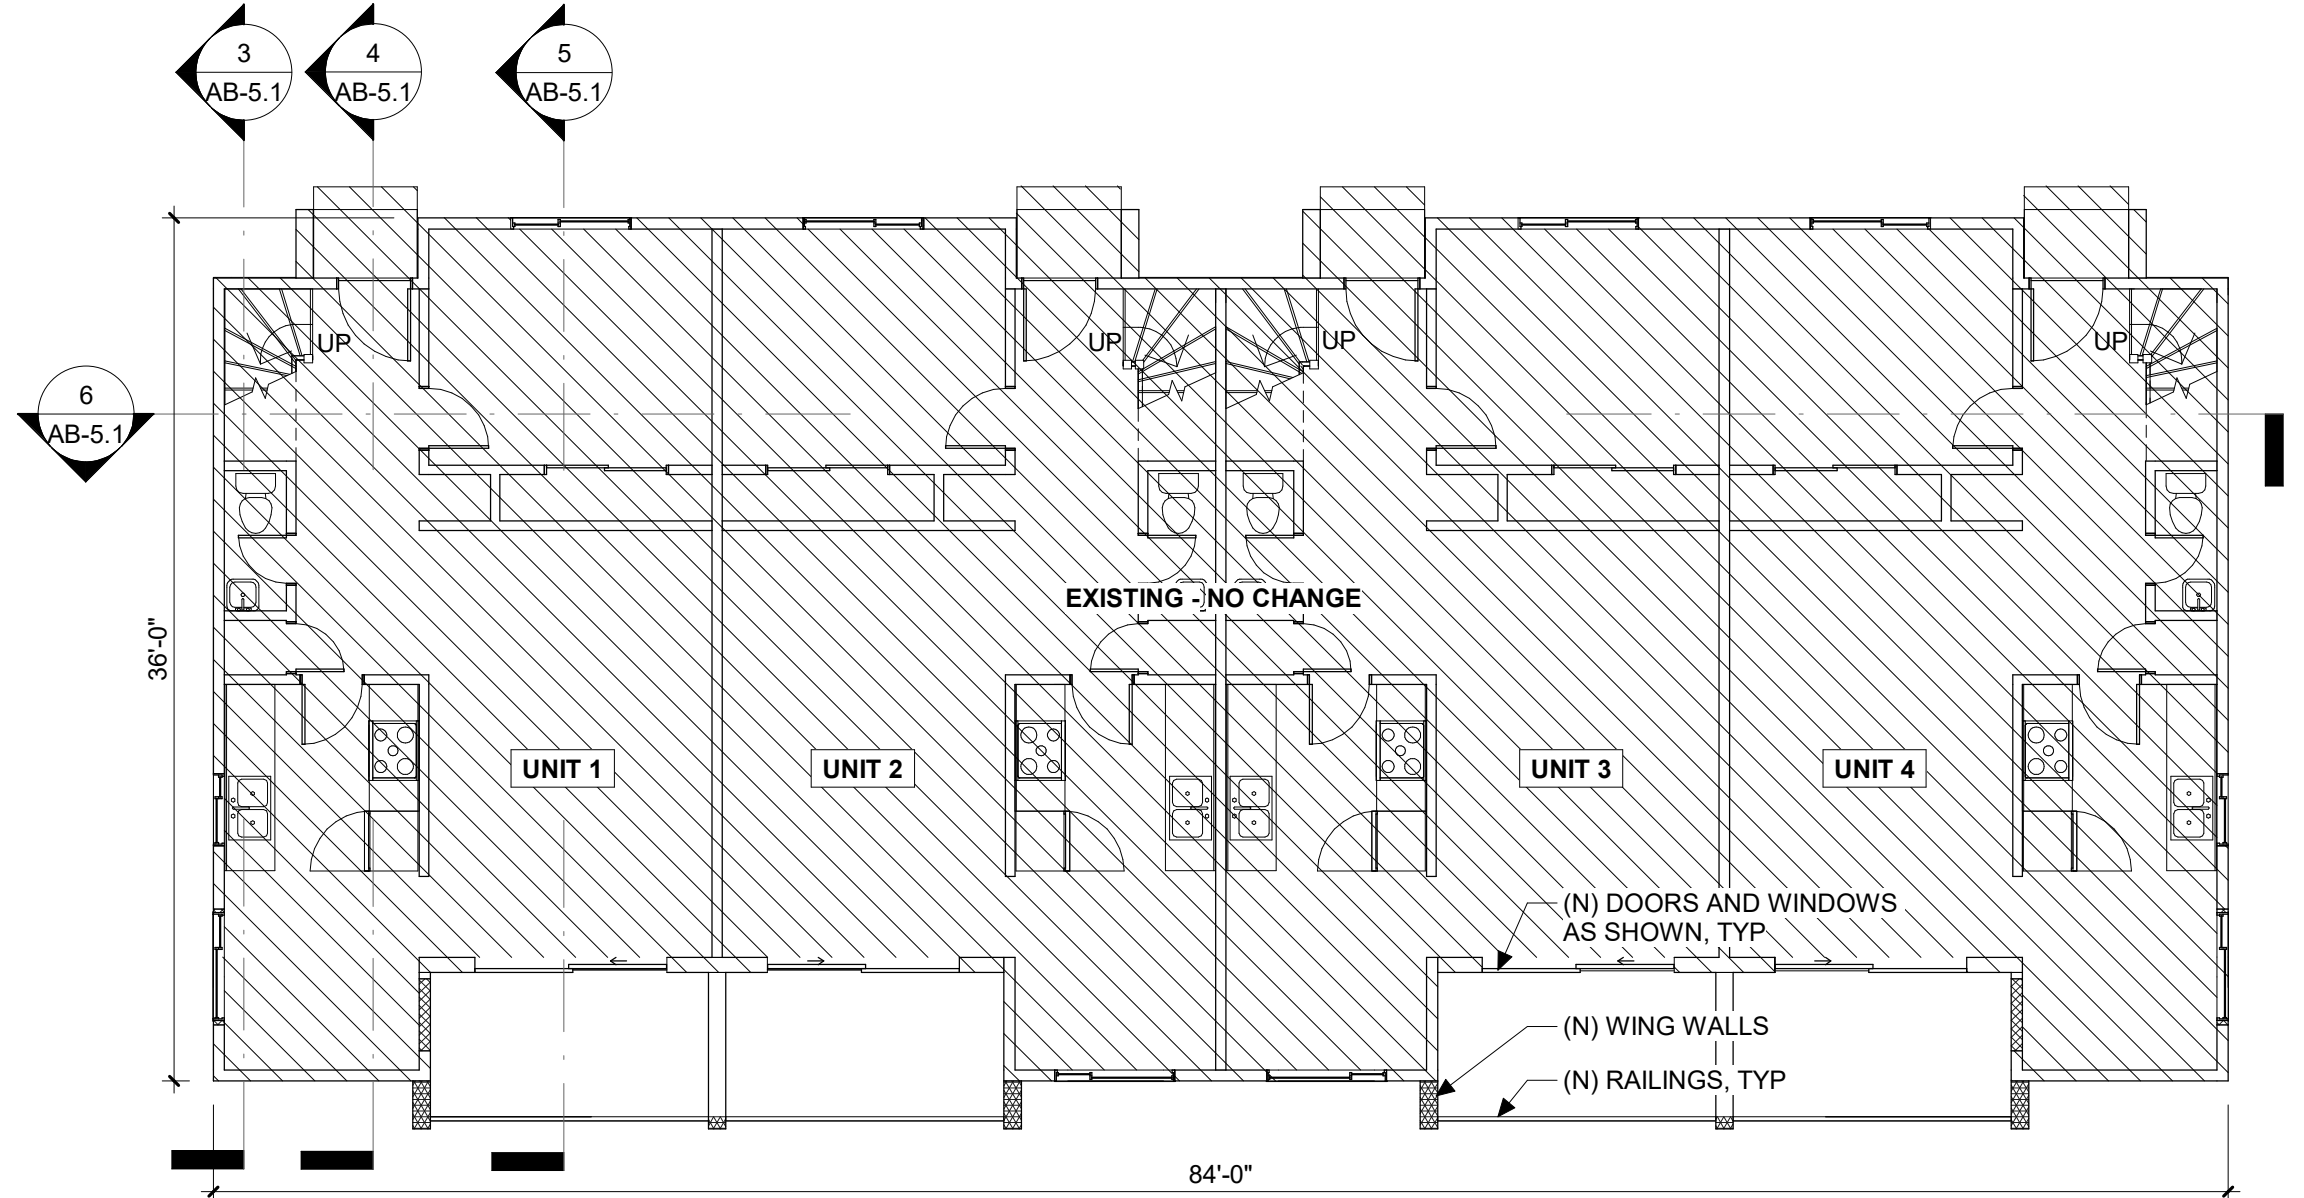 3
AB-5.1
4
AB-5.1
5
AB-5.1
UP
UP
UP
UP
6
AB-5.1
EXISTING - NO CHANGE
36'-0"
UNIT 1
UNIT 2
UNIT 3
UNIT 4
(N) DOORS AND WINDOWS
AS SHOWN, TYP
(N) WING WALLS
(N) RAILINGS, TYP
84'-0"